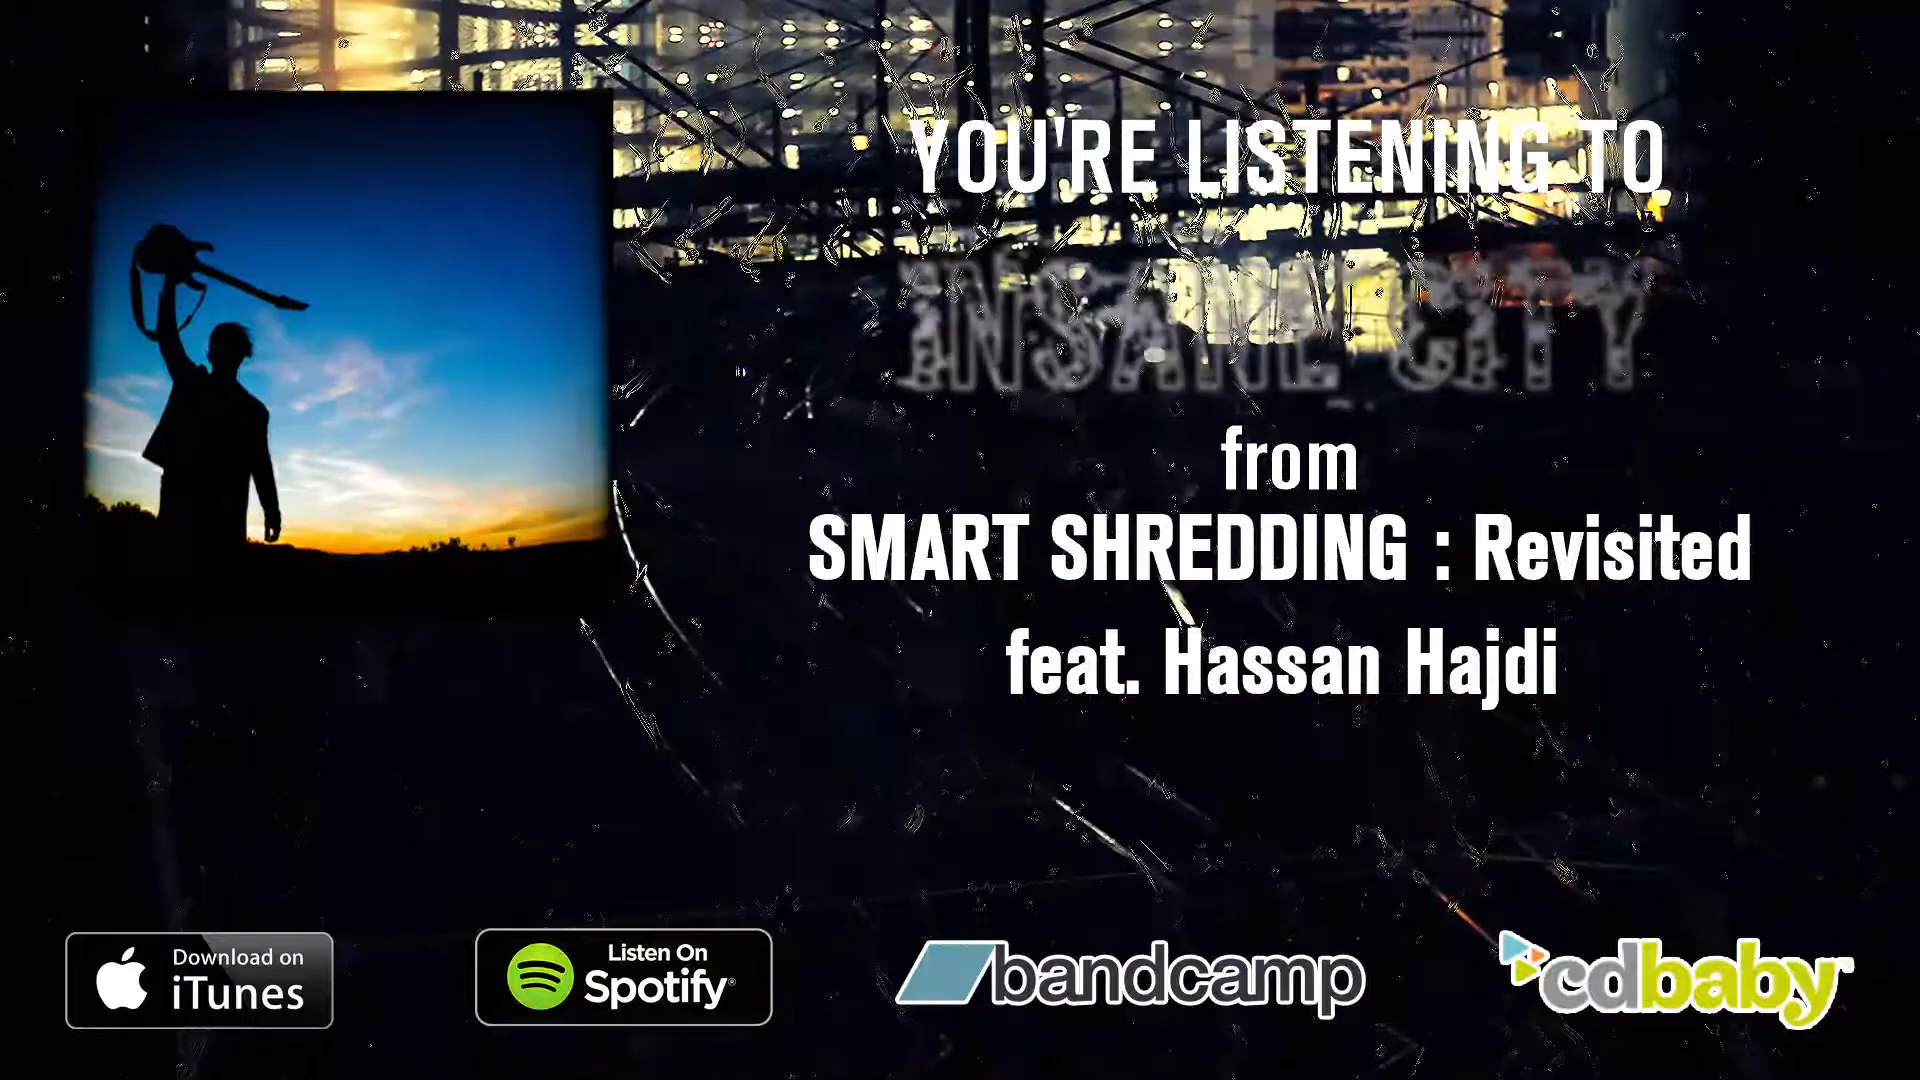 YOU'RE LISTENING TO
INSANE CITY
from
SMART SHREDDING : Revisited
feat. Hassan Hajdi
Download on
iTunes
Listen On
Spotify®
bandcamp
cdbaby